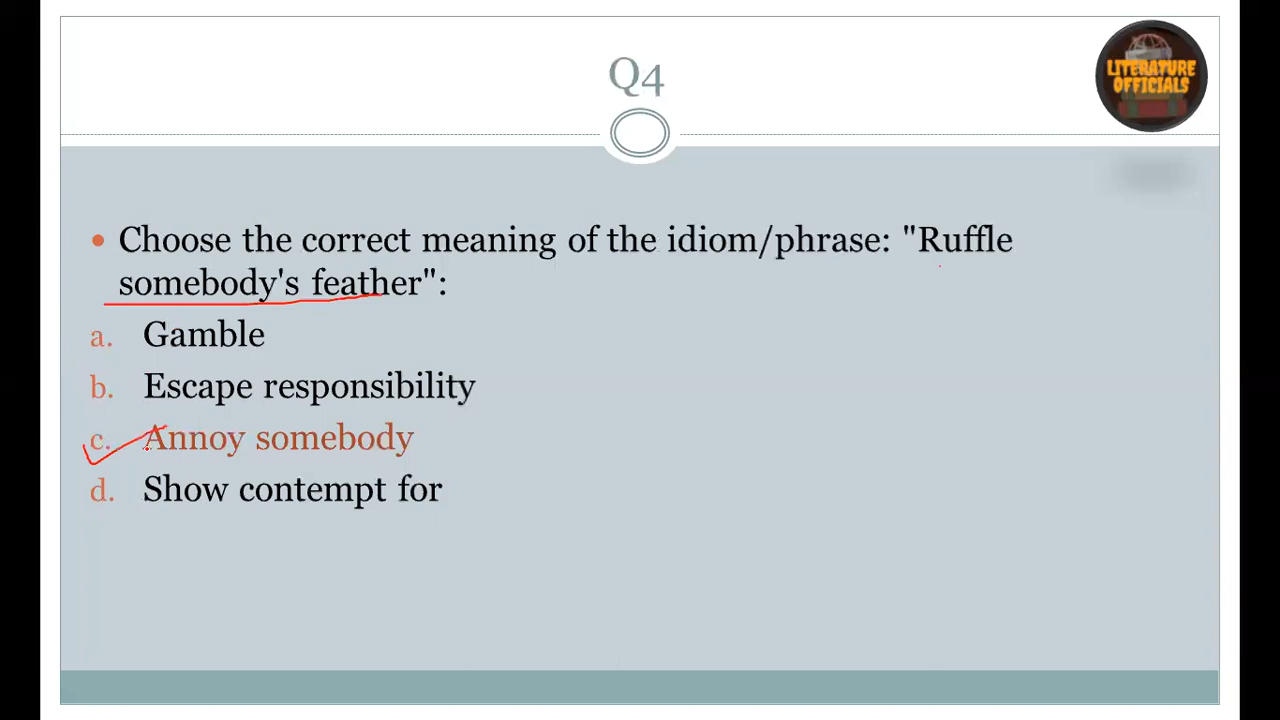 Q4
LITERATURE
OFFICIALS
• Choose the correct meaning of the idiom/phrase: "Ruffle
somebody's feather":
a. Gamble
b. Escape responsibility
c. Annoy somebody
d. Show contempt for